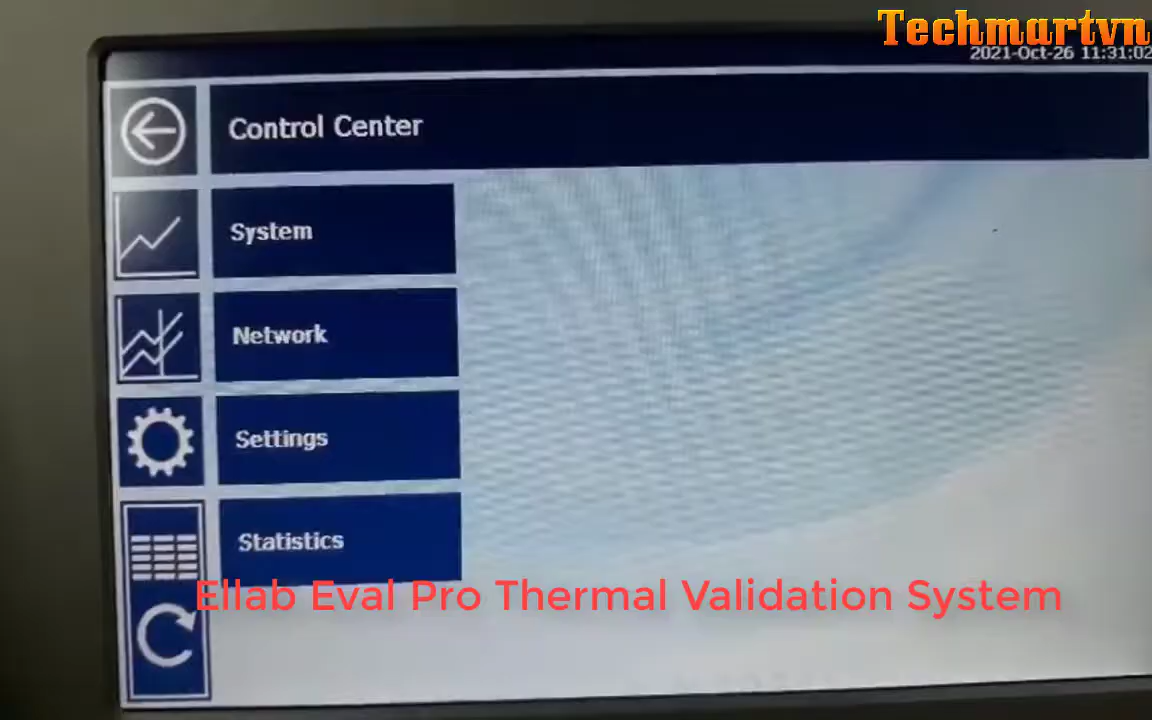 Techmartvn
2021-Oct-26 11:31:02
Control Center
System
Network
Settings
Statistics
Ellab Eval Pro Thermal Validation System